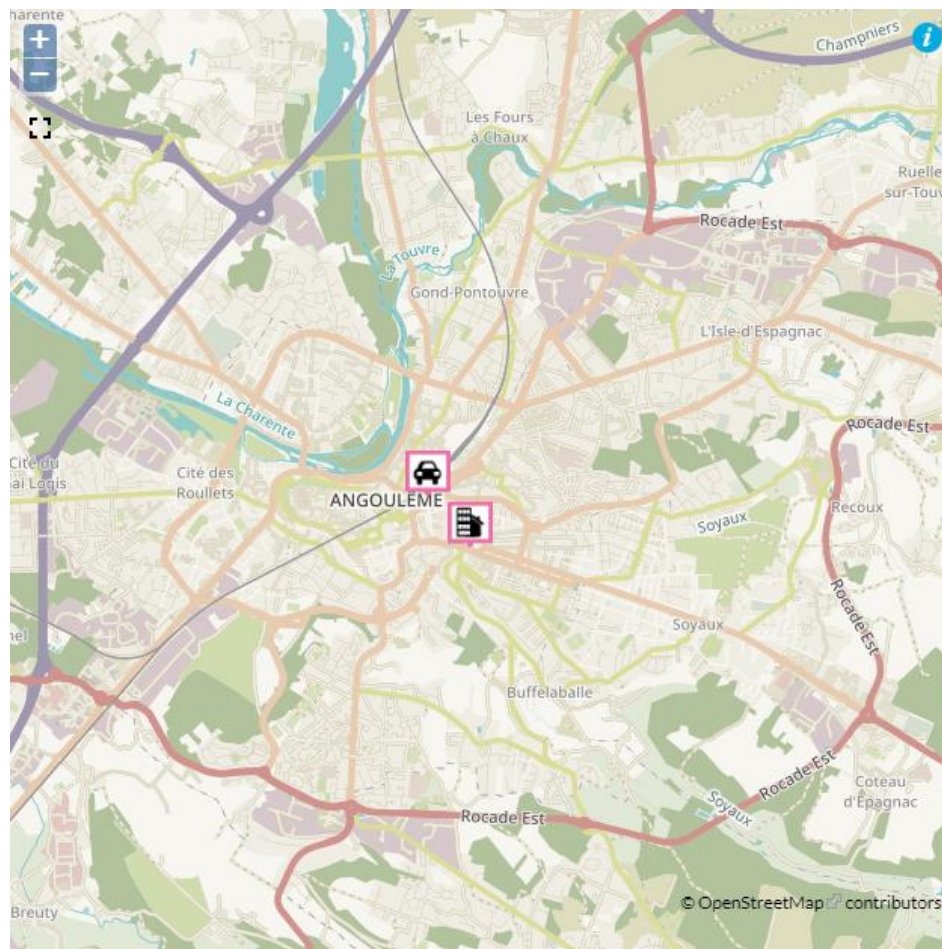 harente
+
Champniers
i
−
Les Fours
à Chaux
Ruelle
sur-Touv
Rocade Est
La Touvre
Gond-Pontouvre
L'Isle-d'Espagnac
La Charente
Rocade Est
Cité du
ai Logis
Cité des
Roullets
ANGOULÊME
Recoux
Soyaux
Rocade Est
Soyaux
nel
Buffelaballe
Rocade Est
Coteau
d'Épagnac
Soyaux
Rocade Est
© OpenStreetMap contributors
Breuty